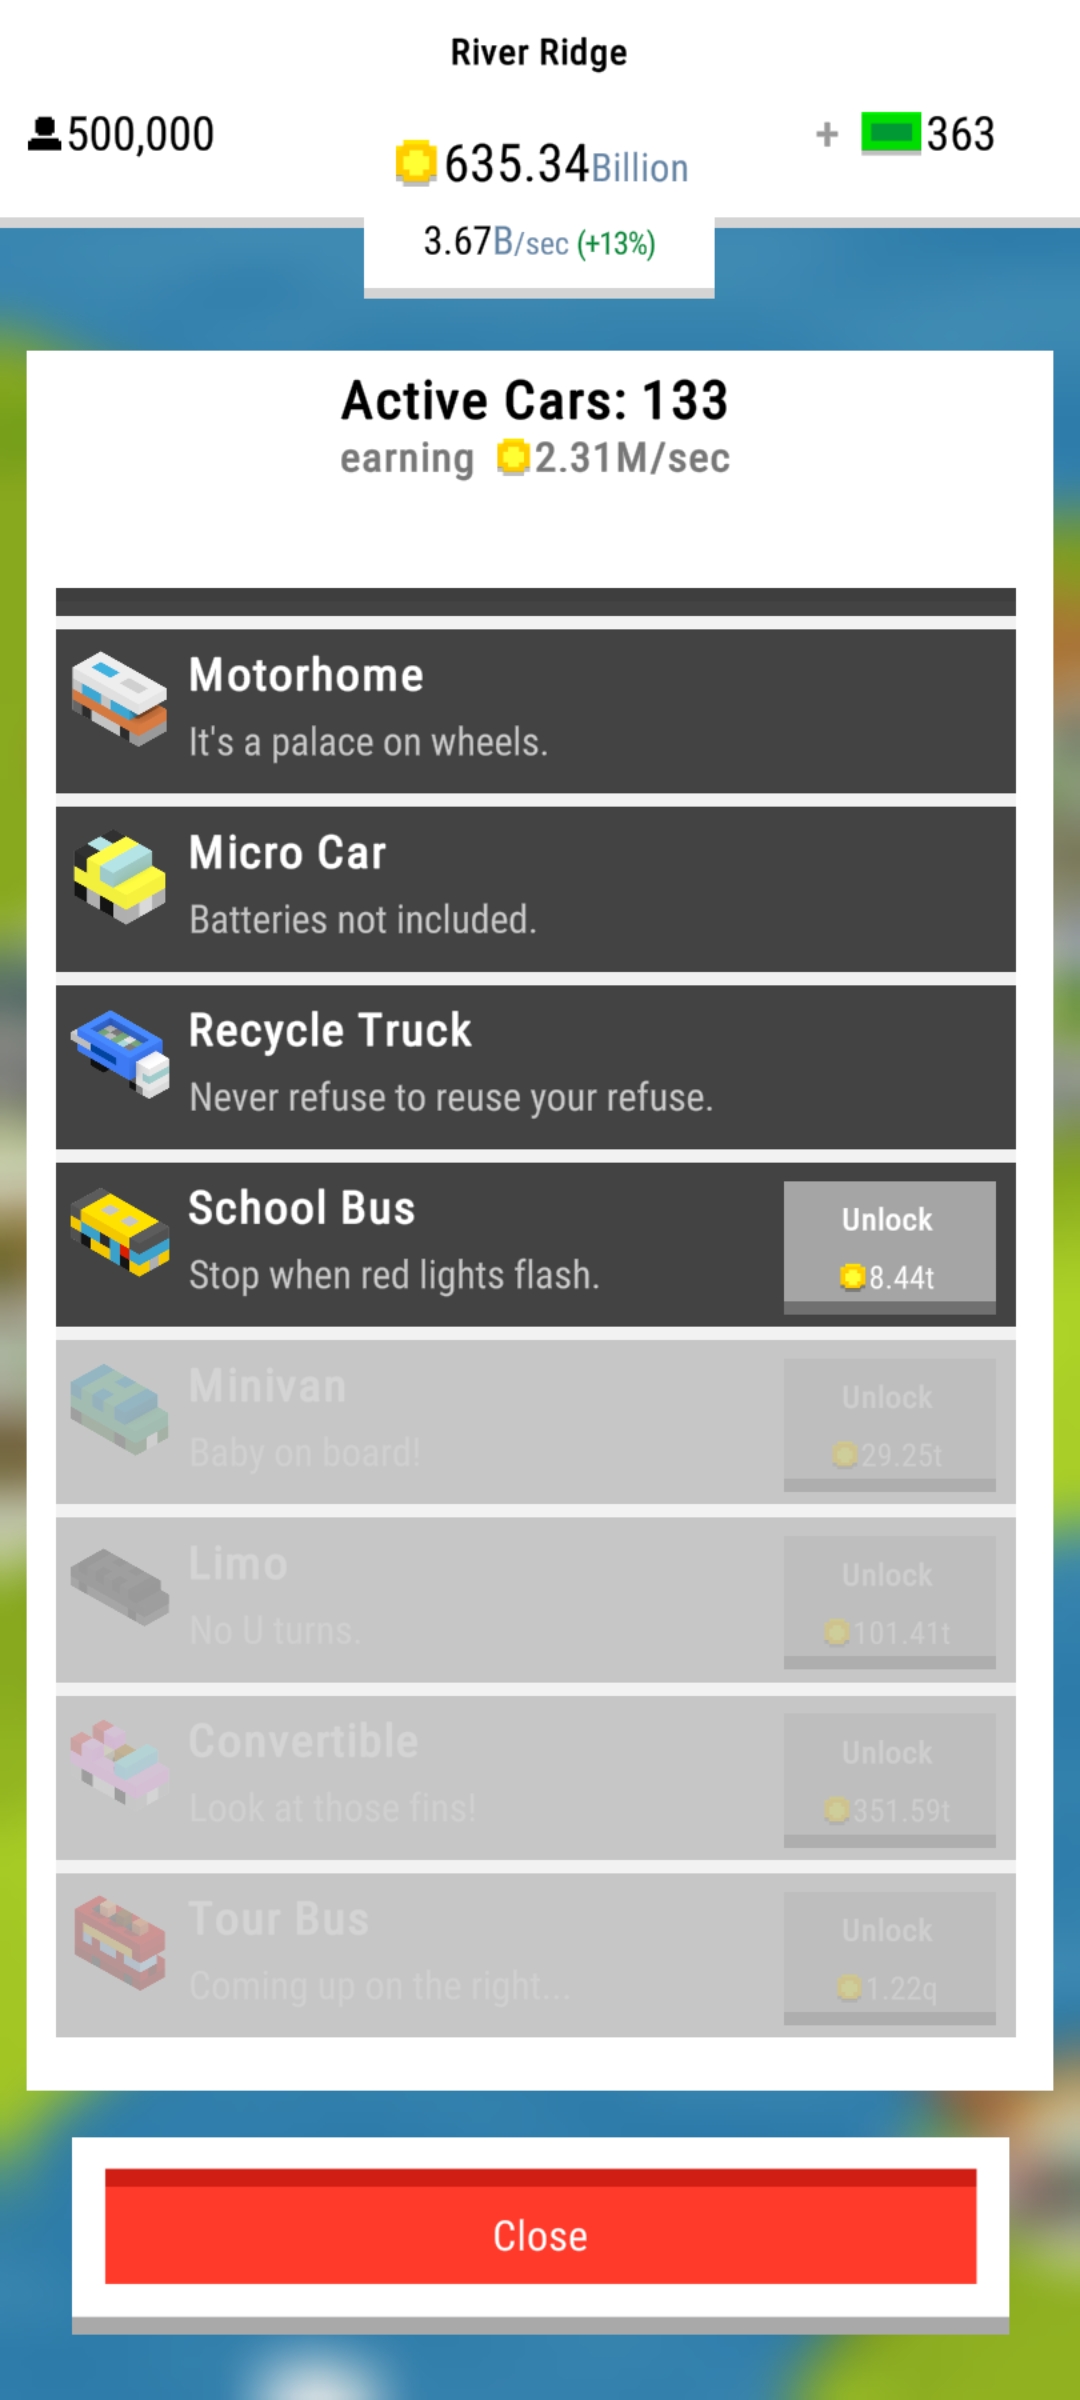 River Ridge
500,000
+ 363
635.34Billion
3.67B/sec (+13%)
Active Cars: 133
earning 2.31M/sec
Motorhome
It's a palace on wheels.
Micro Car
Batteries not included.
Recycle Truck
Never refuse to reuse your refuse.
School Bus
Stop when red lights flash.
Unlock
8.44t
Minivan
Baby on board!
Unlock
29.25t
Limo
No U turns.
Unlock
101.41t
Convertible
Look at those fins!
Unlock
351.59t
Tour Bus
Coming up on the right...
Unlock
1.22q
Close